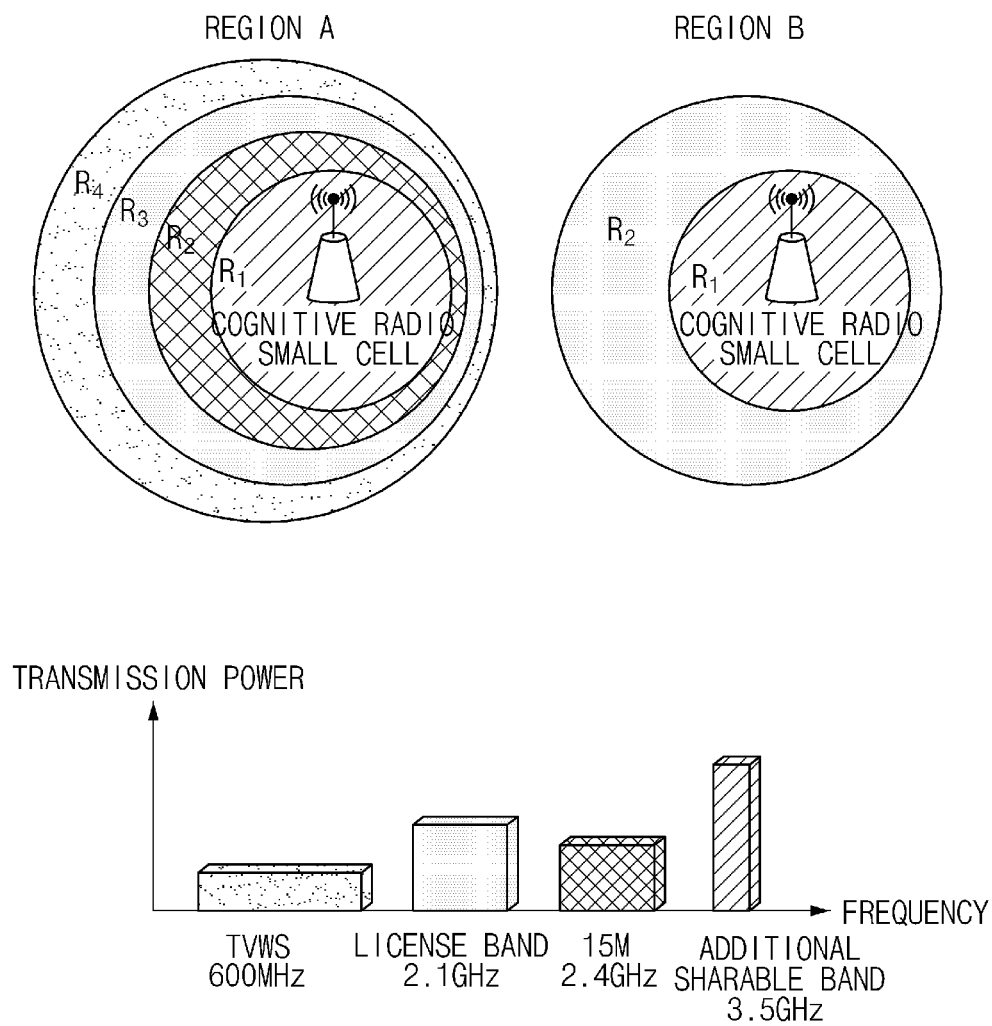 REGION A
REGION B
R4
R3
R2
R1
COGNITIVE RADIO
SMALL CELL
R2
R1
COGNITIVE RADIO
SMALL CELL
TRANSMISSION POWER
FREQUENCY
TVWS
600MHz
LICENSE BAND
2.1GHz
15M
2.4GHz
ADDITIONAL
SHARABLE BAND
3.5GHz